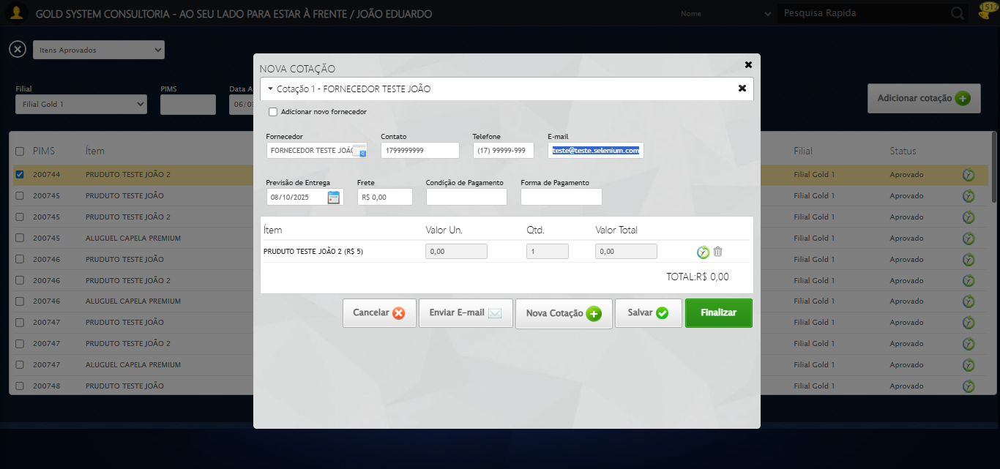 GOLD SYSTEM CONSULTORIA - AO SEU LADO PARA ESTAR À FRENTE / JOÃO EDUARDO
Nome
Pesquisa Rapida
1512
Itens Aprovados
Filial
PIMS
Data A
Filial Gold 1
06/0
Adicionar cotação
NOVA COTAÇÃO
Cotação 1 - FORNECEDOR TESTE JOÃO
Adicionar novo fornecedor
Fornecedor
Contato
Telefone
E-mail
FORNECEDOR TESTE JOÃO
1799999999
(17) 99999-999
teste@teste.selenium.com
Previsão de Entrega
Frete
Condição de Pagamento
Forma de Pagamento
08/10/2025
R$ 0,00
Ítem
Valor Un.
Qtd.
Valor Total
PRUDUTO TESTE JOÃO 2 (R$ 5)
0,00
1
0,00
TOTAL:R$ 0,00
Cancelar
Enviar E-mail
Nova Cotação
Salvar
Finalizar
PIMS Ítem Filial Status
200744 PRUDUTO TESTE JOÃO 2 Filial Gold 1 Aprovado
200745 PRUDUTO TESTE JOÃO Filial Gold 1 Aprovado
200745 PRUDUTO TESTE JOÃO 2 Filial Gold 1 Aprovado
200745 ALUGUEL CAPELA PREMIUM Filial Gold 1 Aprovado
200746 PRUDUTO TESTE JOÃO Filial Gold 1 Aprovado
200746 PRUDUTO TESTE JOÃO 2 Filial Gold 1 Aprovado
200746 ALUGUEL CAPELA PREMIUM Filial Gold 1 Aprovado
200747 PRUDUTO TESTE JOÃO Filial Gold 1 Aprovado
200747 PRUDUTO TESTE JOÃO 2 Filial Gold 1 Aprovado
200747 ALUGUEL CAPELA PREMIUM Filial Gold 1 Aprovado
200748 PRUDUTO TESTE JOÃO Filial Gold 1 Aprovado